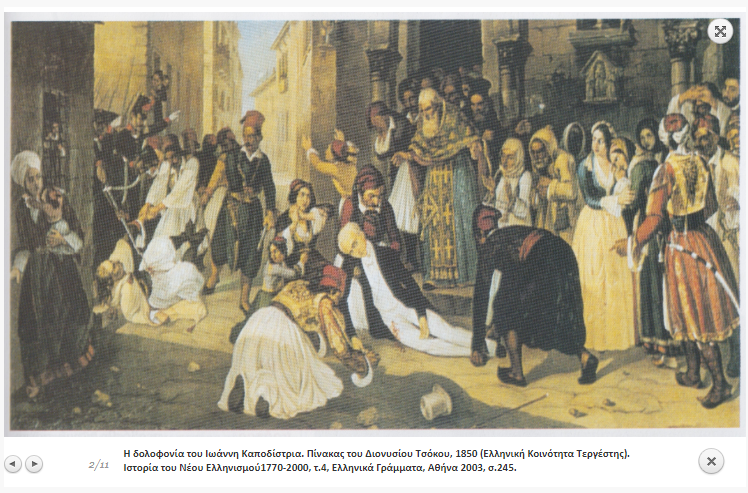 2/11
Η δολοφονία του Ιωάννη Καποδίστρια. Πίνακας του Διονυσίου Τσόκου, 1850 (Ελληνική Κοινότητα Τεργέστης).
Ιστορία του Νέου Ελληνισμού1770-2000, τ.4, Ελληνικά Γράμματα, Αθήνα 2003, σ.245.